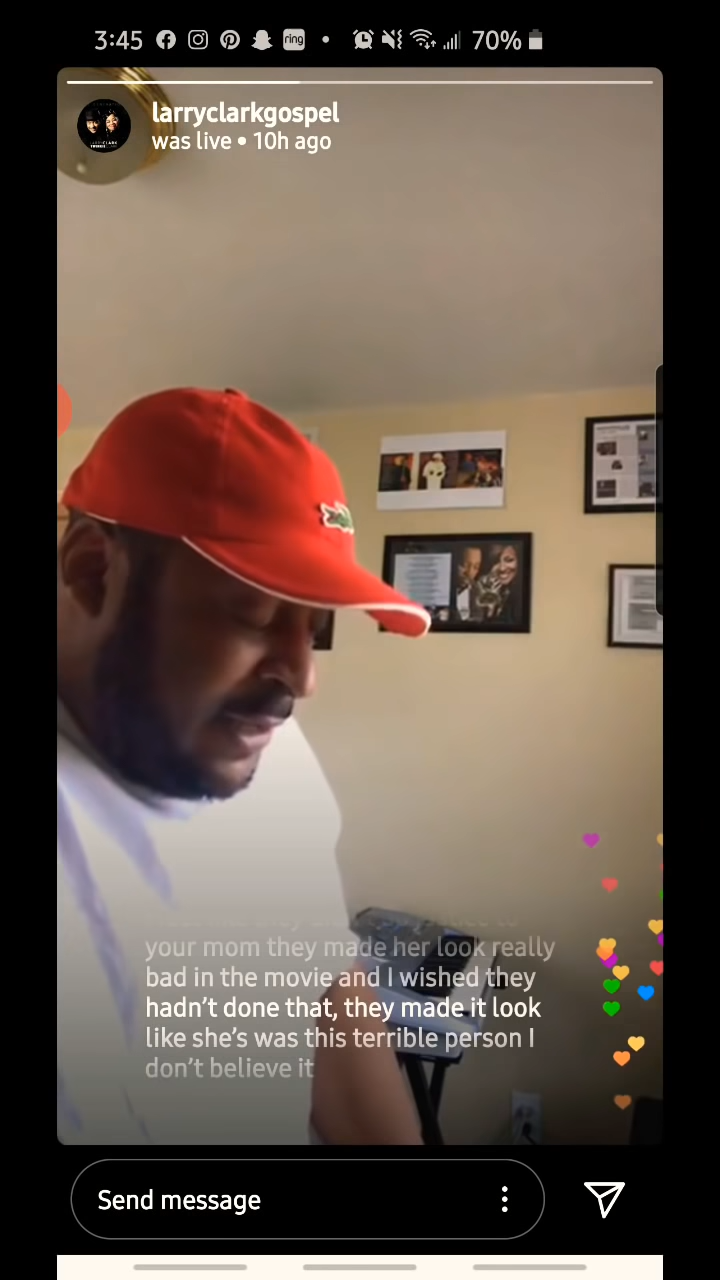 3:45
ring
70%
larryclarkgospel
was live • 10h ago
your mom they made her look really
bad in the movie and I wished they
hadn't done that, they made it look
like she's was this terrible person I
don't believe it
Send message